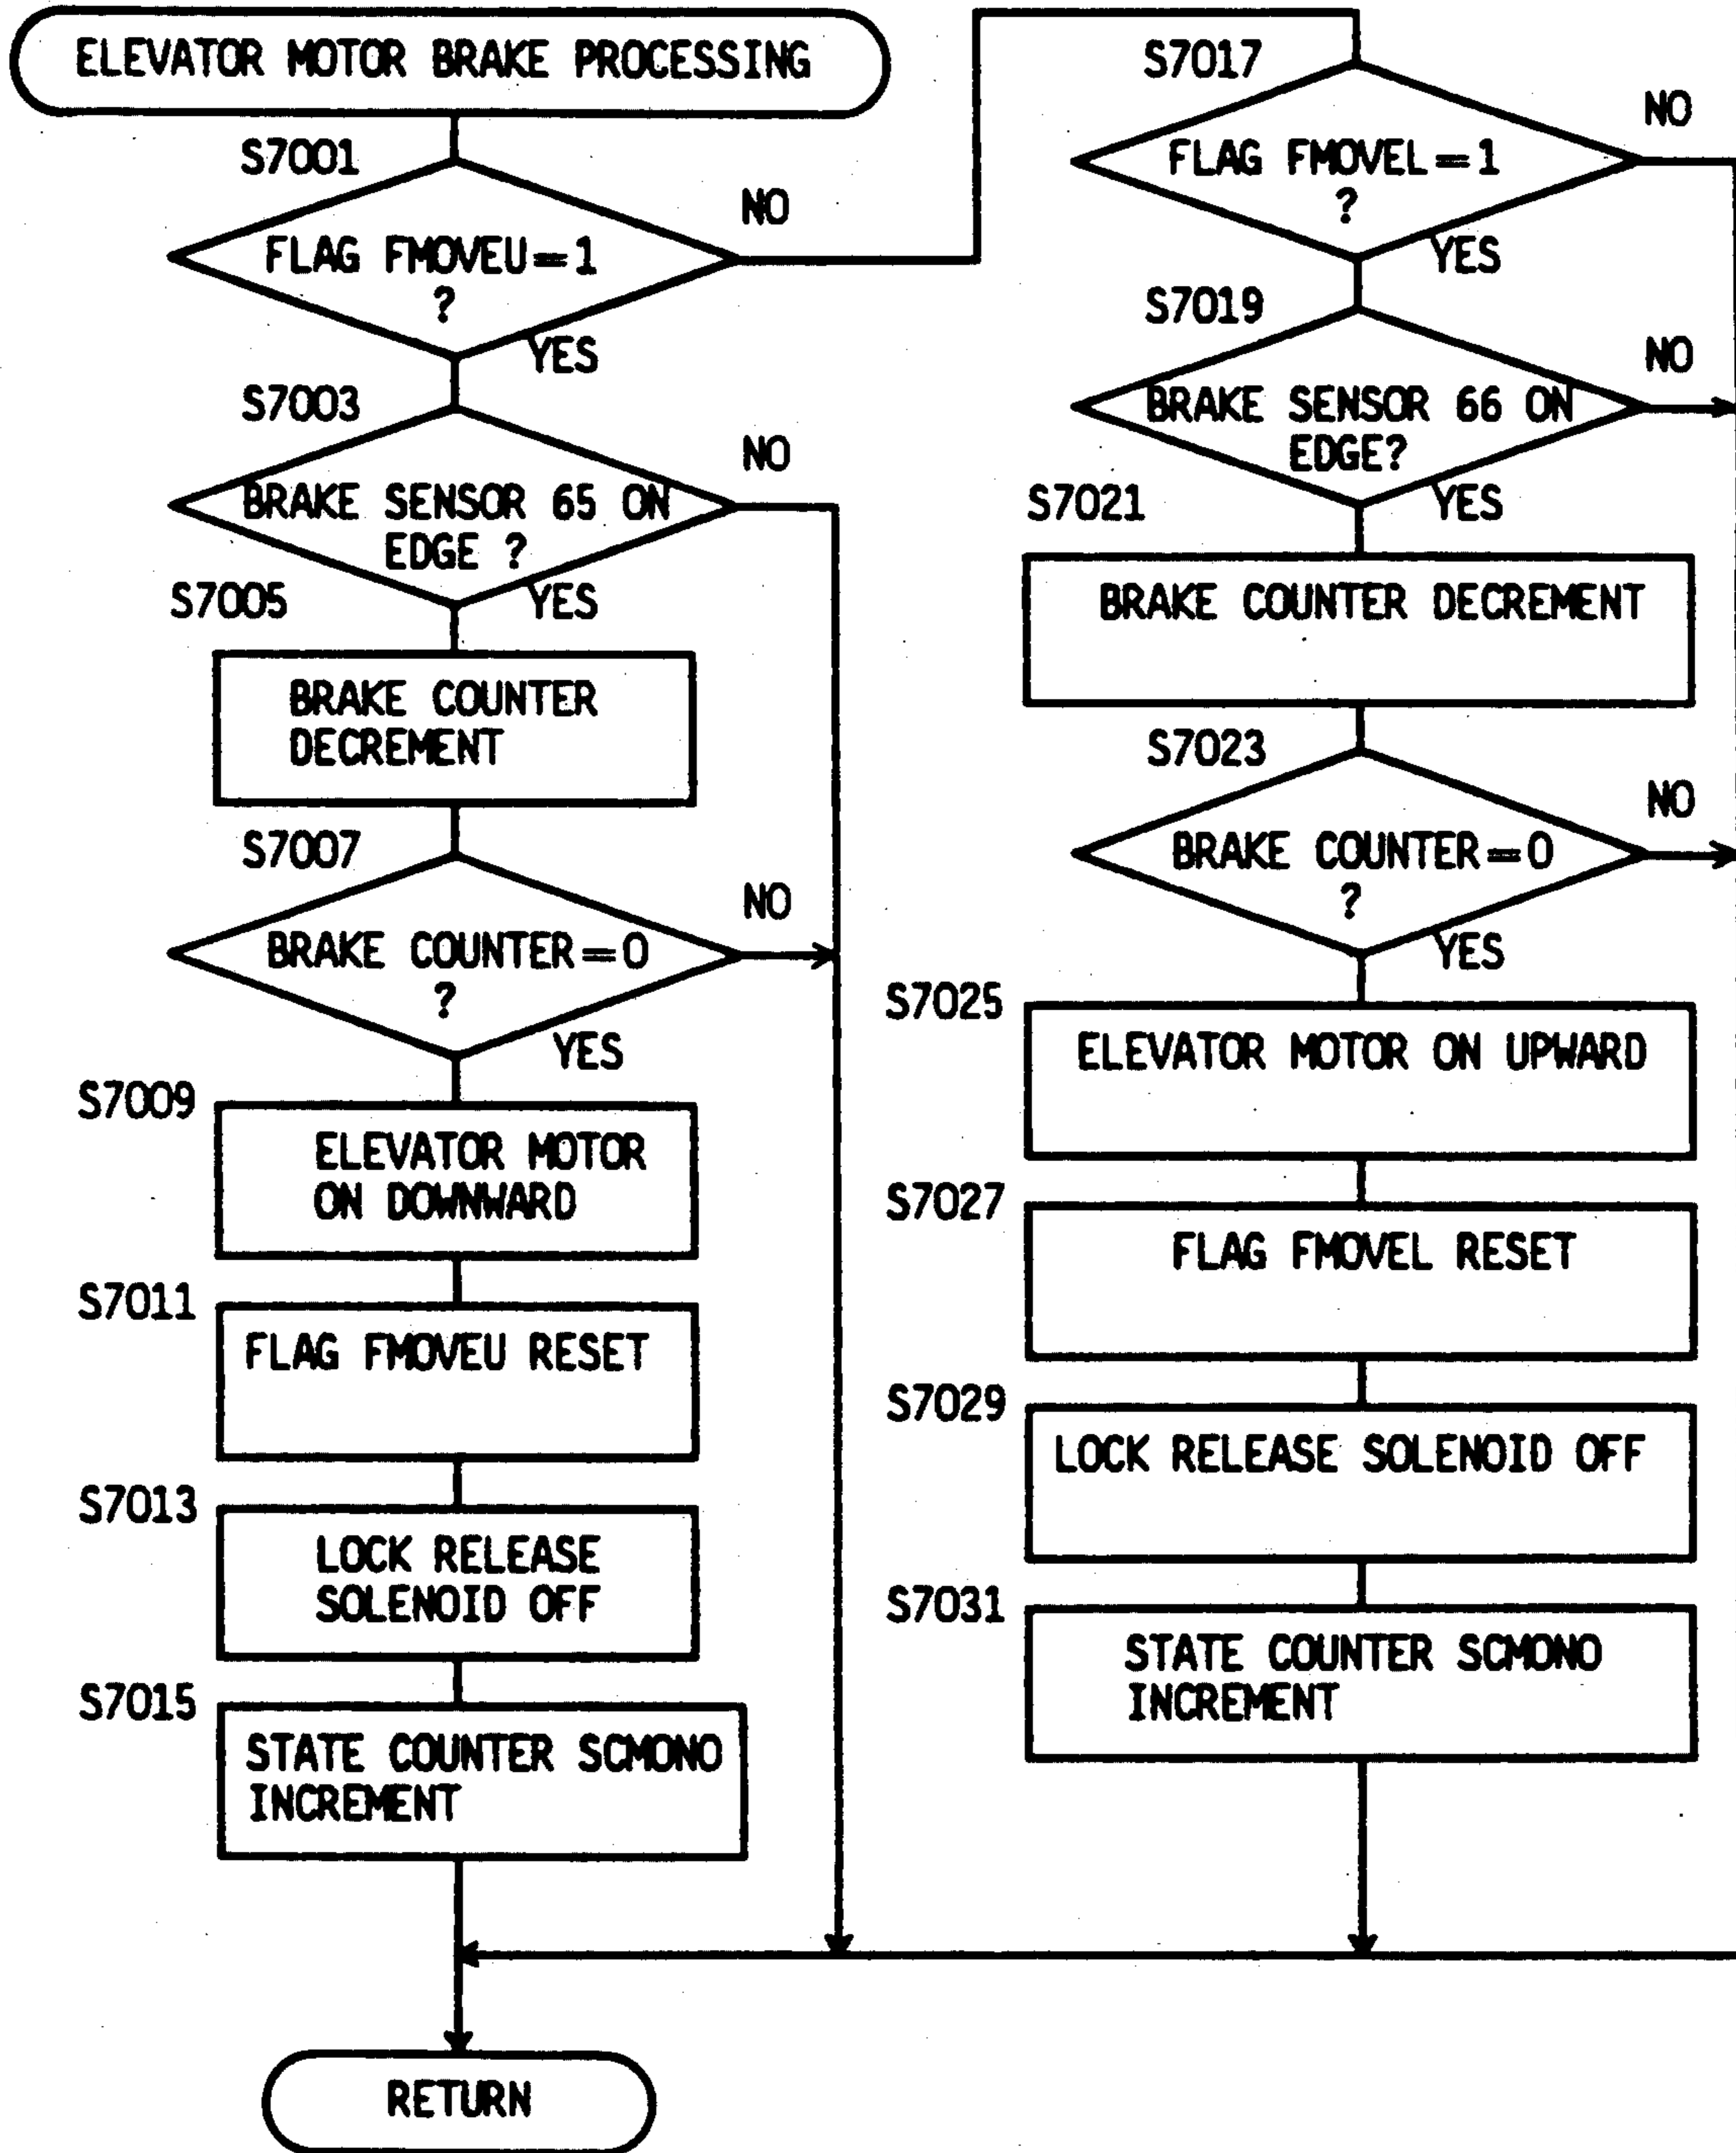 ELEVATOR MOTOR BRAKE PROCESSING
S7001
FLAG FMOVEU=1
?
NO
YES
S7003
BRAKE SENSOR 65 ON
EDGE ?
NO
YES
S7005
BRAKE COUNTER
DECREMENT
S7007
BRAKE COUNTER=0
?
NO
YES
S7009
ELEVATOR MOTOR
ON DOWNWARD
S7011
FLAG FMOVEU RESET
S7013
LOCK RELEASE
SOLENOID OFF
S7015
STATE COUNTER SCMONO
INCREMENT
RETURN
S7017
FLAG FMOVEL=1
?
NO
YES
S7019
BRAKE SENSOR 66 ON
EDGE?
NO
YES
S7021
BRAKE COUNTER DECREMENT
S7023
BRAKE COUNTER=0
?
NO
YES
S7025
ELEVATOR MOTOR ON UPWARD
S7027
FLAG FMOVEL RESET
S7029
LOCK RELEASE SOLENOID OFF
S7031
STATE COUNTER SCMONO
INCREMENT